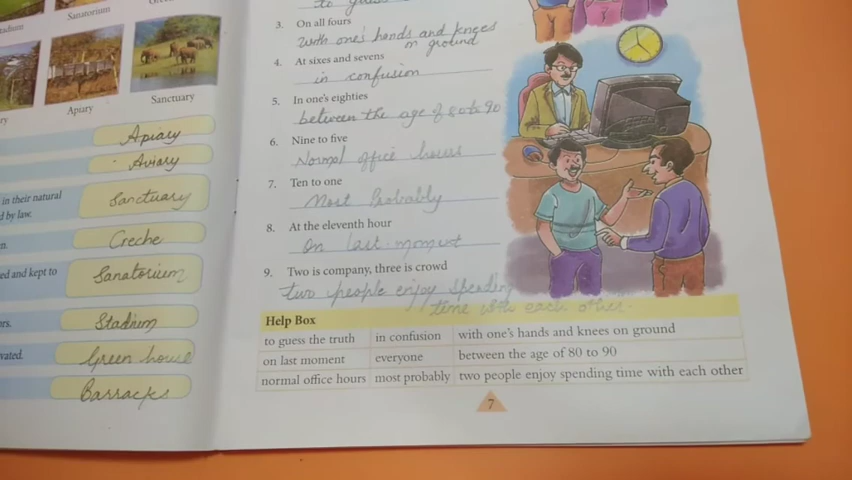 Sanatorium
Apiary
Sanctuary
Apiary
Aviary
in their natural
d by law.
Sanctuary
Creche
ed and kept to
Sanatorium
Stadium
vated.
Green house
Barracks
3. On all fours
with one's hands and knees
on ground
4. At sixes and sevens
in confusion
5. In one's eighties
between the age of 80 to 90
6. Nine to five
Normal office hours
7. Ten to one
Most Probably
8. At the eleventh hour
On last moment
9. Two is company, three is crowd
two people enjoy spending
time with each other.
Help Box
to guess the truth in confusion with one's hands and knees on ground
on last moment everyone between the age of 80 to 90
normal office hours most probably two people enjoy spending time with each other
7